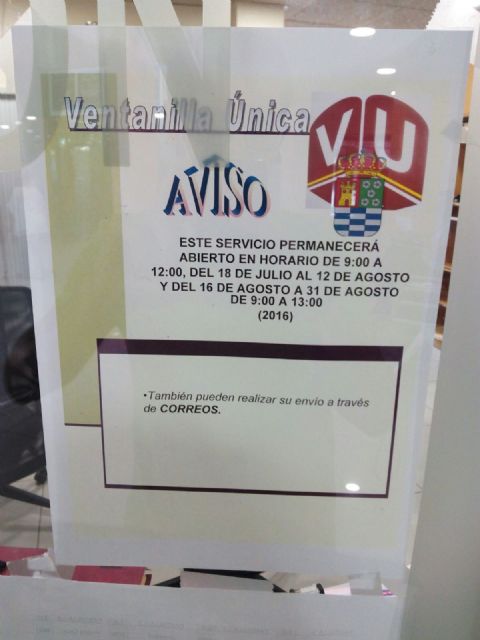 Ventanilla Única
VU
AVISO
ESTE SERVICIO PERMANECERÁ
ABIERTO EN HORARIO DE 9:00 A
12:00, DEL 18 DE JULIO AL 12 DE AGOSTO
Y DEL 16 DE AGOSTO A 31 DE AGOSTO
DE 9:00 A 13:00
(2016)
•También pueden realizar su envío a través
de CORREOS.